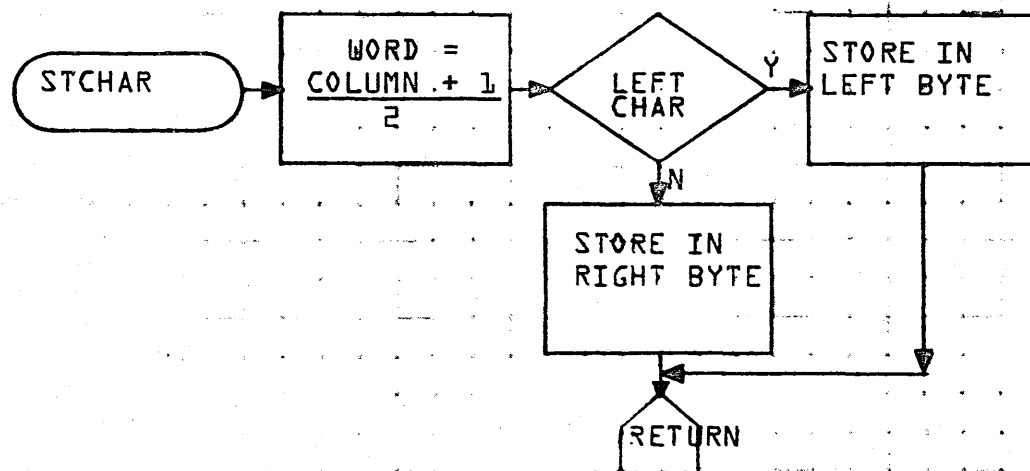 STCHAR
WORD =
COLUMN + 1
2
LEFT
CHAR
Y
STORE IN
LEFT BYTE
N
STORE IN
RIGHT BYTE
RETURN